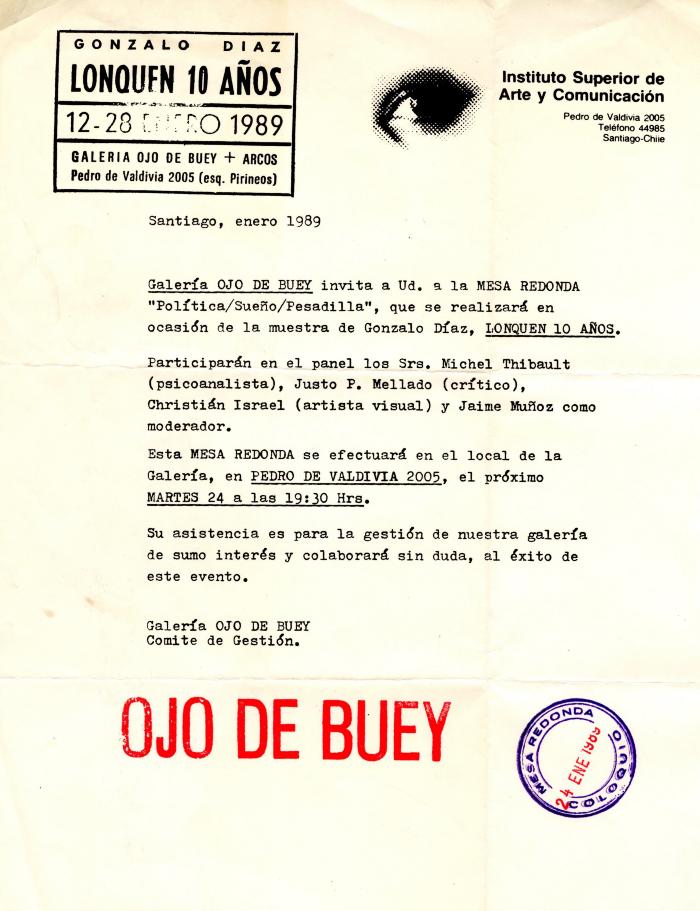 GONZALO DIAZ
LONQUEN 10 AÑOS
12-28 ENERO 1989
GALERIA OJO DE BUEY + ARCOS
Pedro de Valdivia 2005 (esq. Pirineos)
Instituto Superior de
Arte y Comunicación
Pedro de Valdivia 2005
Teléfono 44985
Santiago-Chile
Santiago, enero 1989
Galería OJO DE BUEY invita a Ud. a la MESA REDONDA
"Política/Sueño/Pesadilla", que se realizará en
ocasión de la muestra de Gonzalo Díaz, LONQUEN 10 AÑOS.
Participarán en el panel los Srs. Michel Thibault
(psicoanalista), Justo P. Mellado (crítico),
Christián Israel (artista visual) y Jaime Muñoz como
moderador.
Esta MESA REDONDA se efectuará en el local de la
Galería, en PEDRO DE VALDIVIA 2005, el próximo
MARTES 24 a las 19:30 Hrs.
Su asistencia es para la gestión de nuestra galería
de sumo interés y colaborará sin duda, al éxito de
este evento.
Galería OJO DE BUEY
Comite de Gestión.
OJO DE BUEY
MESA REDONDA
24 ENE 1989
COLOQUIO